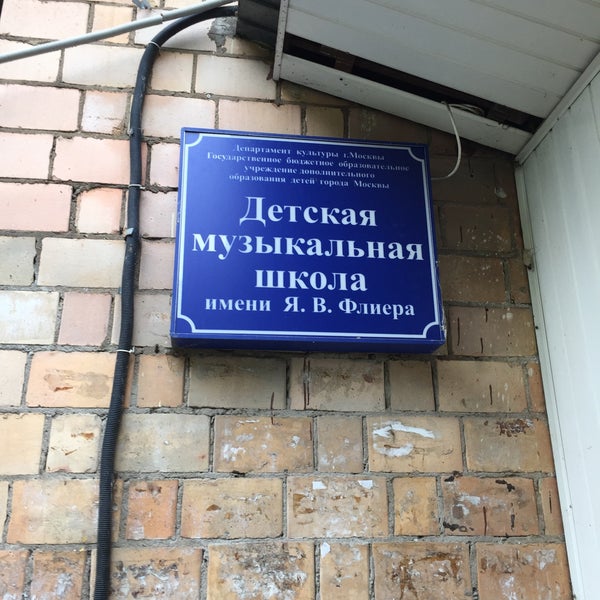 Департамент культуры г.Москвы
Государственное бюджетное образовательное
учреждение дополнительного
образования детей города Москвы
Детская
музыкальная
школа
имени Я. В. Флиера